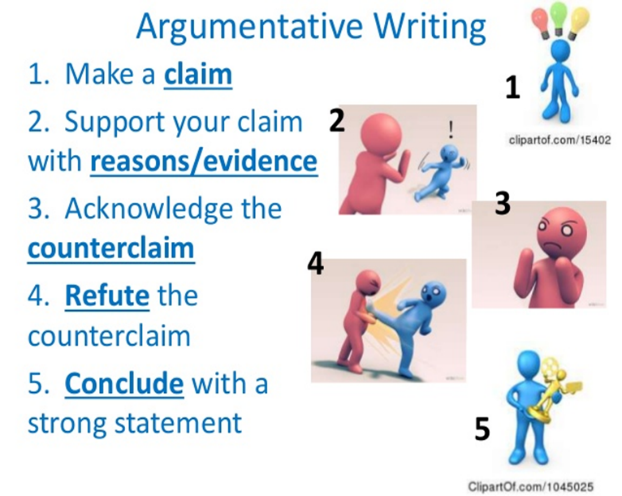 Argumentative Writing
1. Make a claim
2. Support your claim
with reasons/evidence
3. Acknowledge the
counterclaim
4. Refute the
counterclaim
5. Conclude with a
strong statement
1
clipartof.com/15402
2
!
3
4
5
ClipartOf.com/1045025